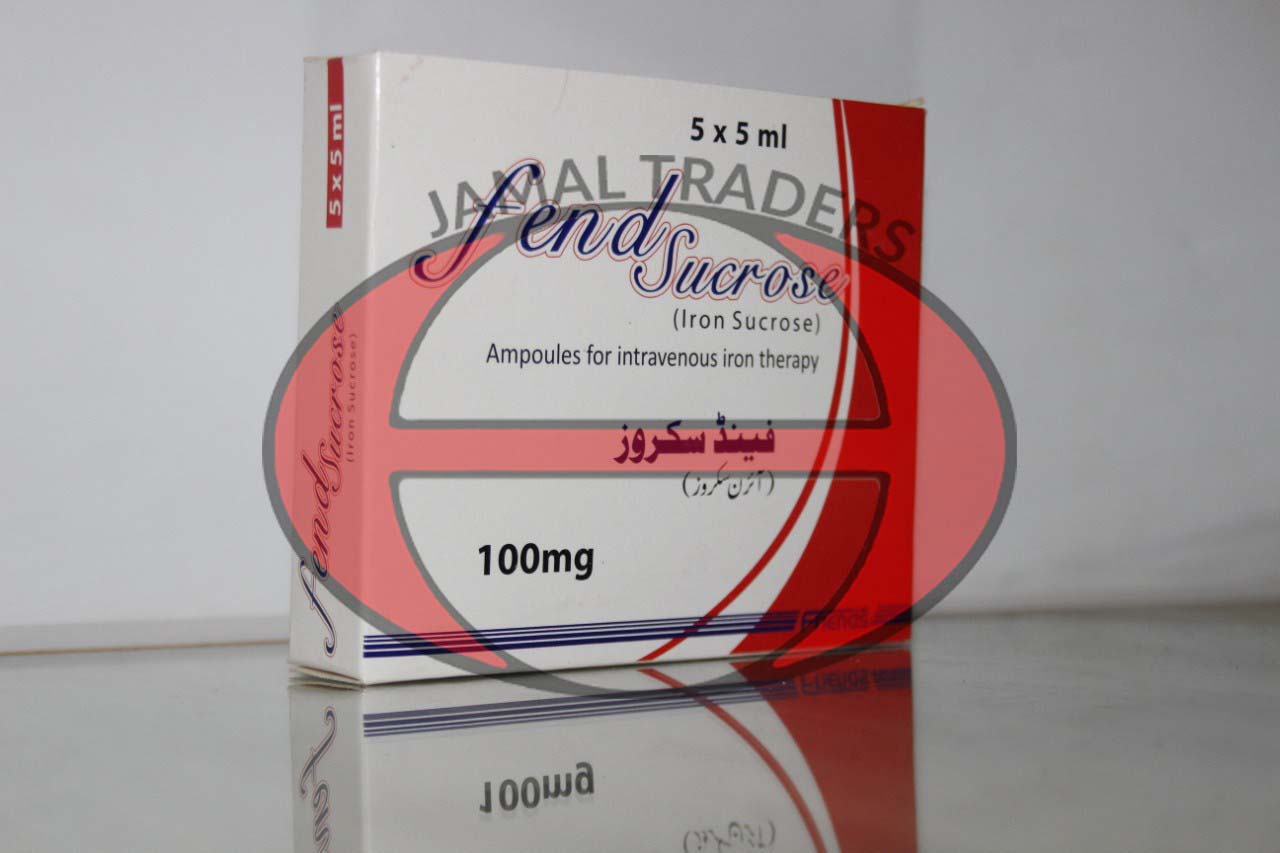 5 x 5 ml
JAMAL TRADERS
fend
Sucrose
(Iron Sucrose)
Ampoules for intravenous iron therapy
فینڈ سکروز
(آئرن سکروز)
100mg
Friends
5 x 5 ml
fend Sucrose
(Iron Sucrose)